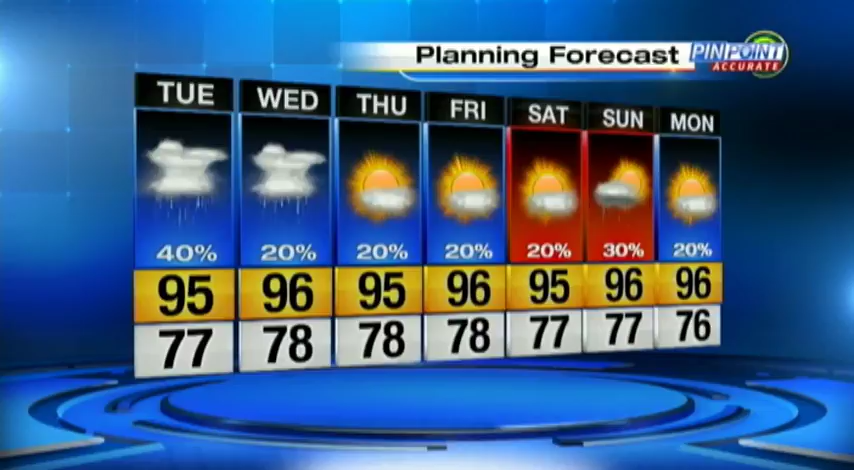 Planning Forecast PINPOINT
ACCURATE
TUE WED THU FRI SAT SUN MON
40% 20% 20% 20% 20% 30% 20%
95 96 95 96 95 96 96
77 78 78 78 77 77 76